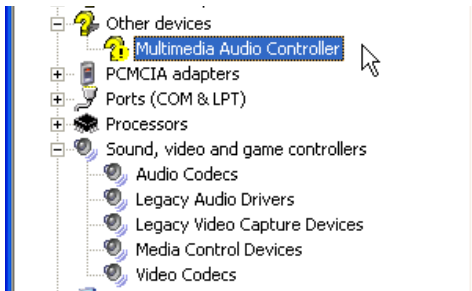 Other devices
Multimedia Audio Controller
PCMCIA adapters
Ports (COM & LPT)
Processors
Sound, video and game controllers
Audio Codecs
Legacy Audio Drivers
Legacy Video Capture Devices
Media Control Devices
Video Codecs